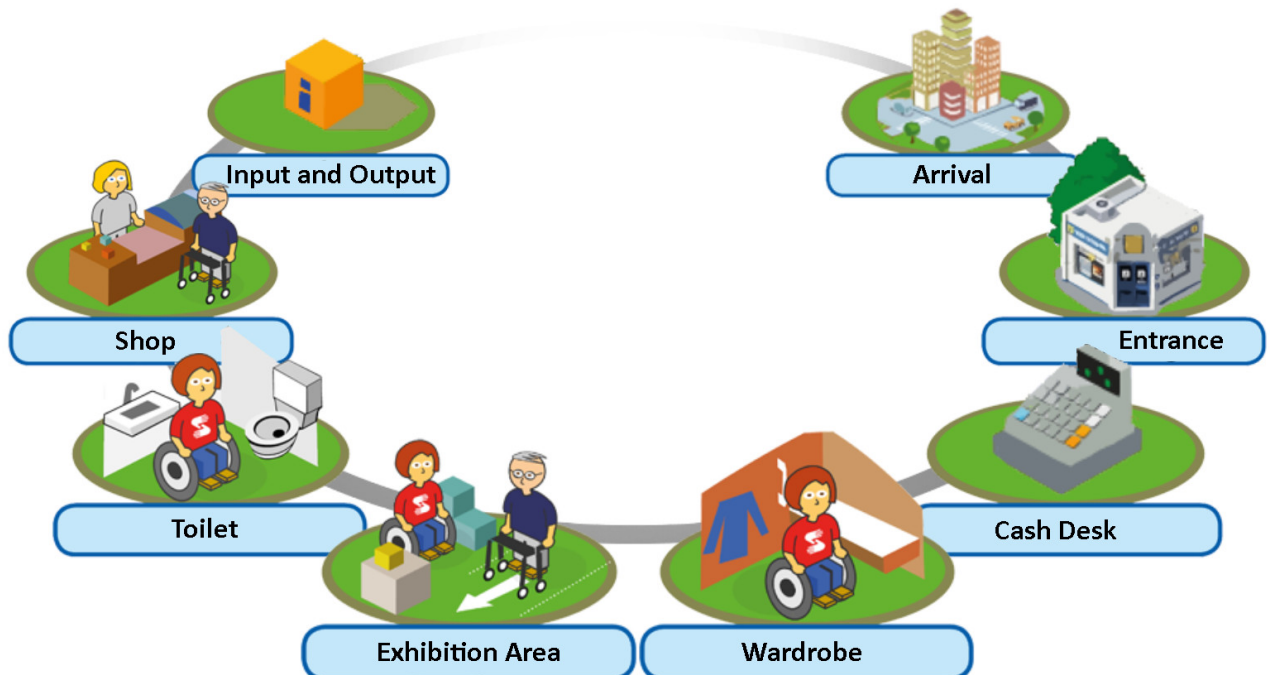 Input and Output
Arrival
Shop
Entrance
Toilet
Cash Desk
Exhibition Area
Wardrobe